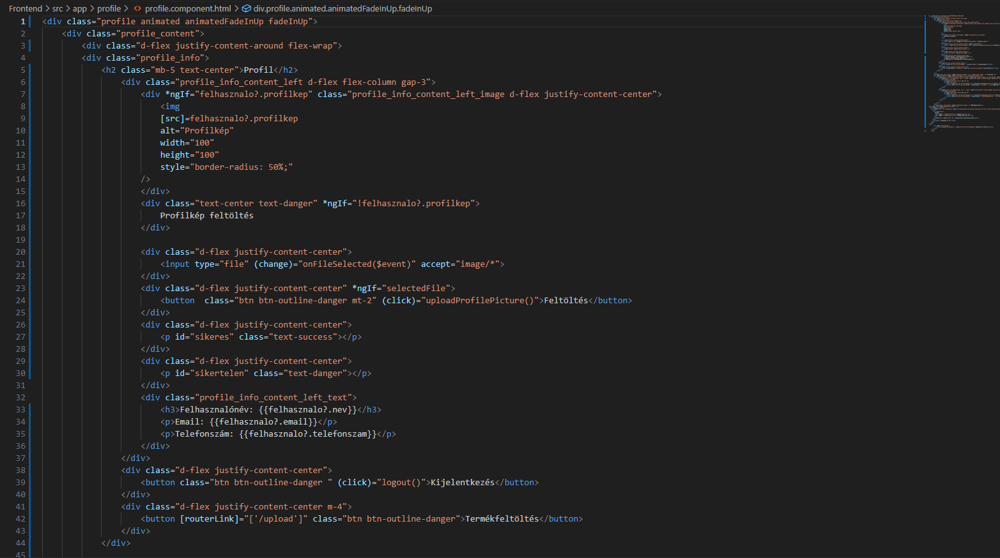 Frontend > src > app > profile > <> profile.component.html > div.profile.animated.animatedFadeInUp.fadeInUp
1 <div class="profile animated animatedFadeInUp fadeInUp">
2 <div class="profile_content">
3 <div class="d-flex justify-content-around flex-wrap">
4 <div class="profile_info">
5 <h2 class="mb-5 text-center">Profil</h2>
6 <div class="profile_info_content_left d-flex flex-column gap-3">
7 <div *ngIf="felhasznalo?.profilkep" class="profile_info_content_left_image d-flex justify-content-center">
8 <img
9 [src]=felhasznalo?.profilkep
10 alt="Profilkép"
11 width="100"
12 height="100"
13 style="border-radius: 50%;"
14 />
15 </div>
16 <div class="text-center text-danger" *ngIf="!felhasznalo?.profilkep">
17 Profilkép feltöltés
18 </div>
19
20 <div class="d-flex justify-content-center">
21 <input type="file" (change)="onFileSelected($event)" accept="image/*">
22 </div>
23 <div class="d-flex justify-content-center" *ngIf="selectedFile">
24 <button  class="btn btn-outline-danger mt-2" (click)="uploadProfilePicture()">Feltöltés</button>
25 </div>
26 <div class="d-flex justify-content-center">
27 <p id="sikeres" class="text-success"></p>
28 </div>
29 <div class="d-flex justify-content-center">
30 <p id="sikertelen" class="text-danger"></p>
31 </div>
32 <div class="profile_info_content_left_text">
33 <h3>Felhasználónév: {{felhasznalo?.nev}}</h3>
34 <p>Email: {{felhasznalo?.email}}</p>
35 <p>Telefonszám: {{felhasznalo?.telefonszam}}</p>
36 </div>
37 </div>
38 <div class="d-flex justify-content-center">
39 <button class="btn btn-outline-danger " (click)="logout()">Kijelentkezés</button>
40 </div>
41 <div class="d-flex justify-content-center m-4">
42 <button [routerLink]="['/upload']" class="btn btn-outline-danger">Termékfeltöltés</button>
43 </div>
44 </div>
45